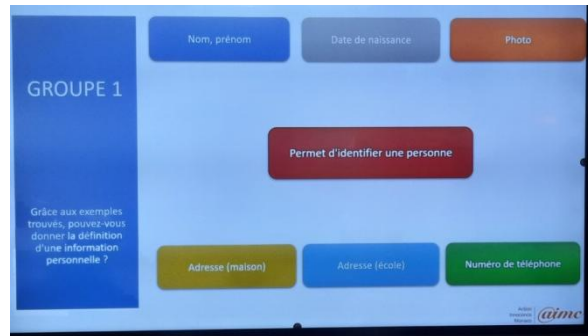 Nom, prénom
Date de naissance
Photo
GROUPE 1
Permet d'identifier une personne
Grâce aux exemples
trouvés, pouvez-vous
donner la définition
d'une information
personnelle ?
Adresse (maison)
Adresse (école)
Numéro de téléphone
@aimc